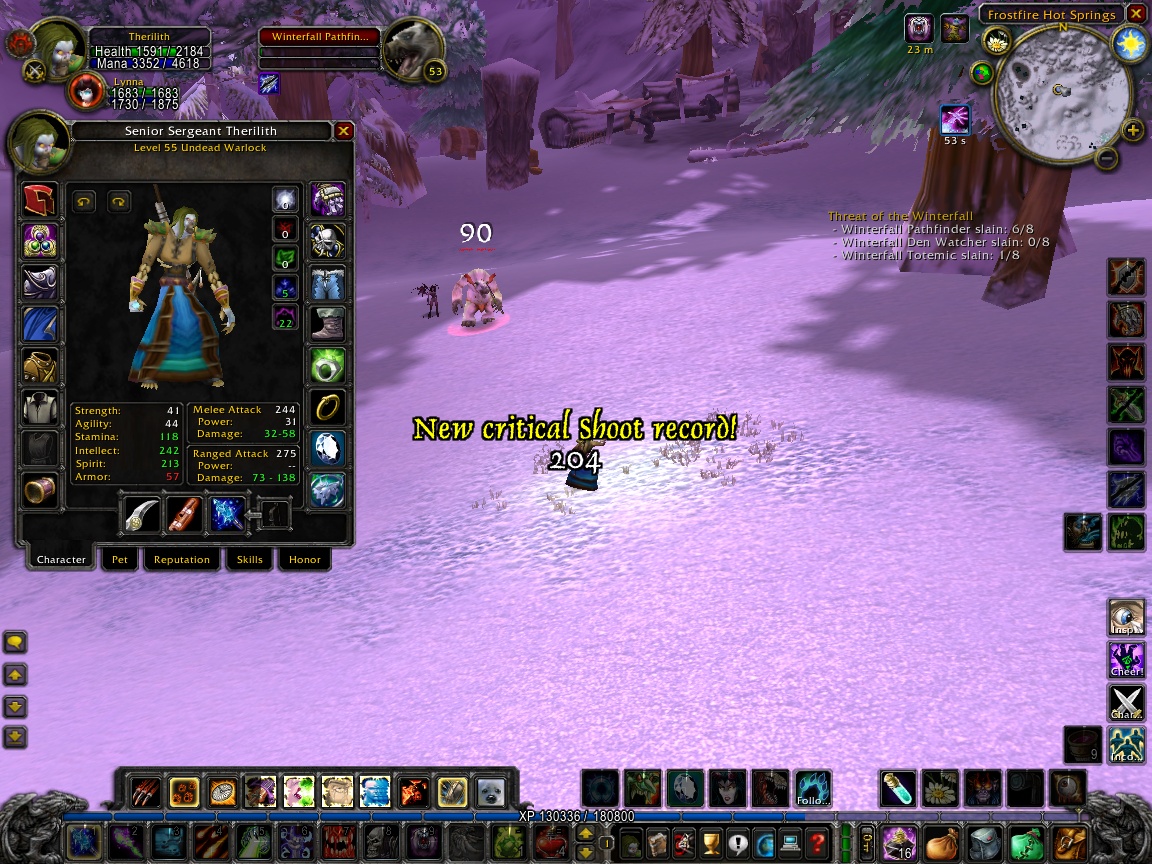 Therilith
Health 1591 / 2184
Mana 3352 / 4618
Winterfall Pathfin...
53
Lynna
1683 / 1683
1730 / 1875
Frostfire Hot Springs
N
23 m
53 s
Senior Sergeant Therilith
Level 55 Undead Warlock
0
0
0
5
22
Threat of the Winterfall
- Winterfall Pathfinder slain: 6/8
- Winterfall Den Watcher slain: 0/8
- Winterfall Totemic slain: 1/8
90
New critical Shoot record!
204
Strength: 41
Agility: 44
Stamina: 118
Intellect: 242
Spirit: 213
Armor: 57
Melee Attack 244
Power: 31
Damage: 32-58
Ranged Attack 275
Power: --
Damage: 73 - 138
Character
Pet
Reputation
Skills
Honor
Insp...
Cheer!
Char...
9
Follo...
XP 130336 / 180800
1
16